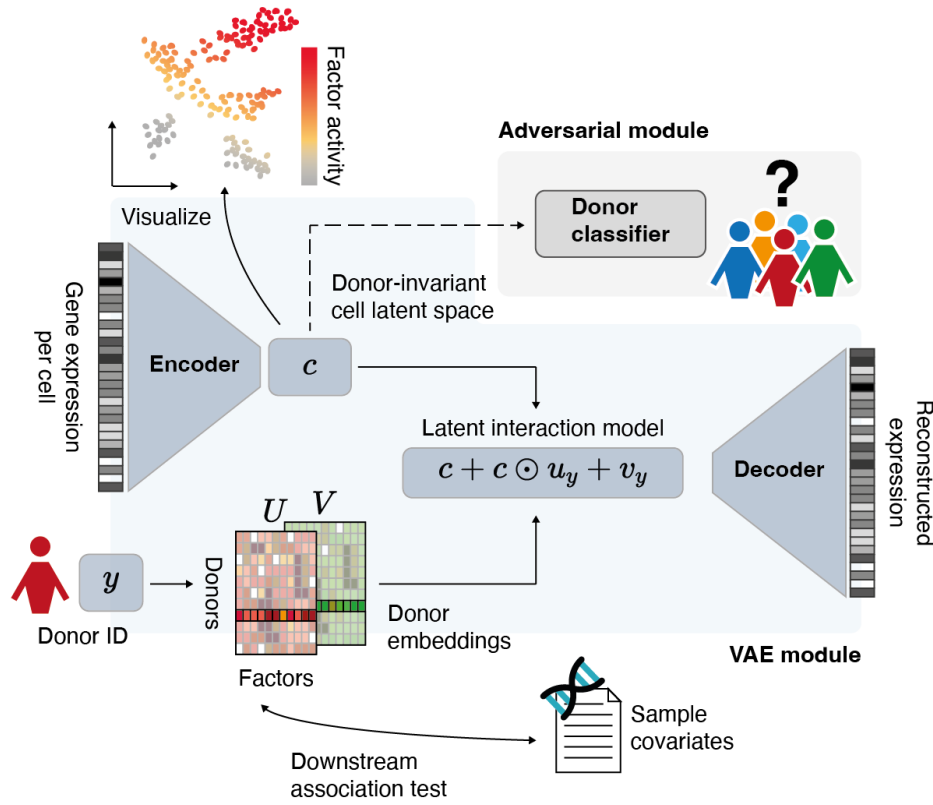 Factor activity
Visualize
Adversarial module
Donor
classifier
?
Donor-invariant
cell latent space
Gene expression
per cell
Encoder
c
Latent interaction model
c + c ⊙ u_y + v_y
Decoder
Reconstructed
expression
U V
y
Donor ID
Donors
Factors
Donor
embeddings
VAE module
Sample
covariates
Downstream
association test